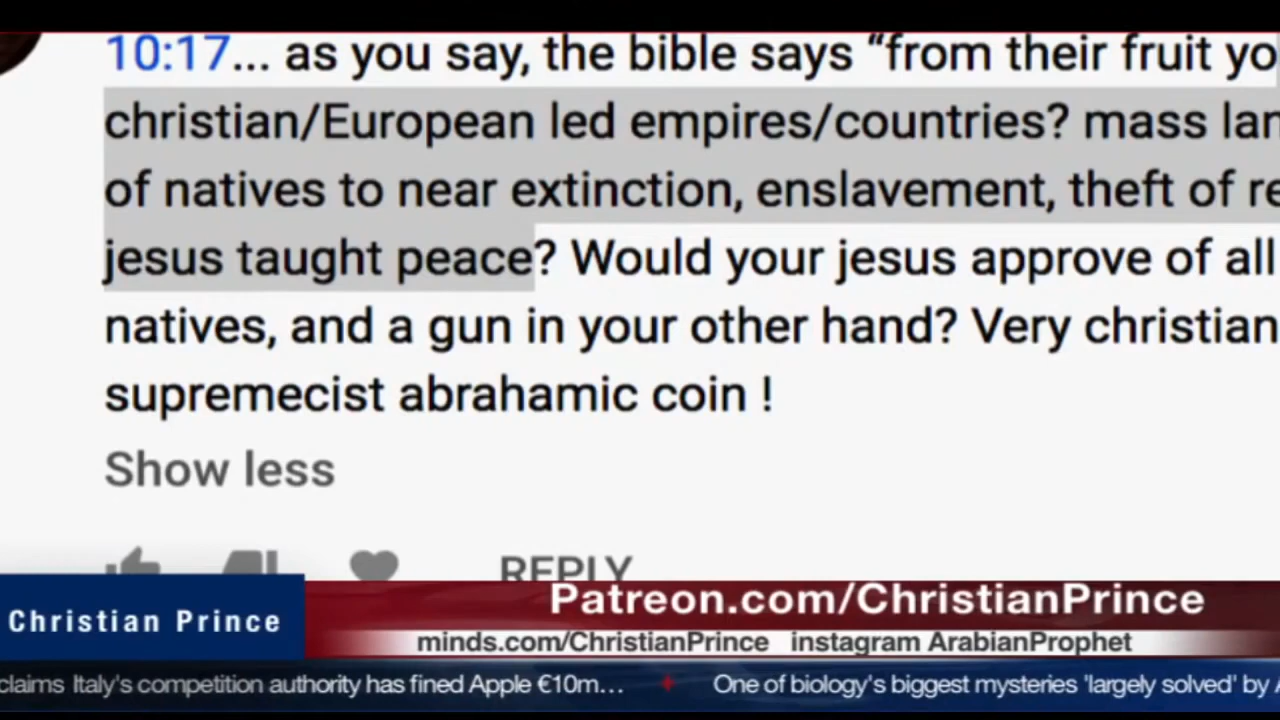 10:17... as you say, the bible says “from their fruit yo
christian/European led empires/countries? mass lan
of natives to near extinction, enslavement, theft of re
jesus taught peace? Would your jesus approve of all
natives, and a gun in your other hand? Very christian
supremecist abrahamic coin !
Show less
REPLY
Christian Prince
Patreon.com/ChristianPrince
minds.com/ChristianPrince instagram ArabianProphet
claims Italy's competition authority has fined Apple €10m... One of biology's biggest mysteries 'largely solved' by A